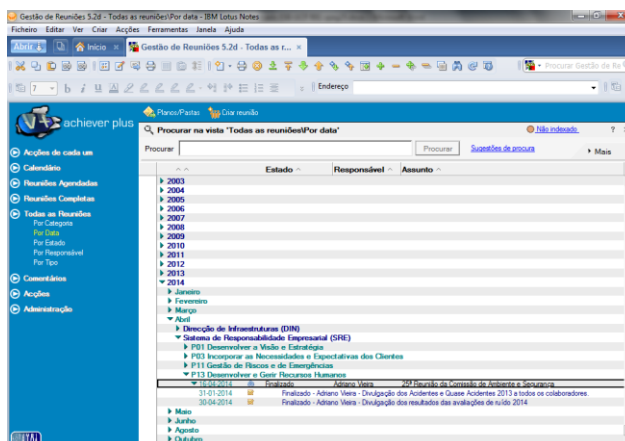 Gestão de Reuniões 5.2d - Todas as reuniões\Por data - IBM Lotus Notes
Ficheiro Editar Ver Criar Acções Ferramentas Janela Ajuda
Abrir Início × Gestão de Reuniões 5.2d - Todas as r... ×
Procurar Gestão de Re
7 b i u Endereço
Planos/Pastas Criar reunião
achiever plus
Procurar na vista 'Todas as reuniões\Por data' Não indexado ?
Procurar Procurar Sugestões de procura Mais
Acções de cada um
Calendário
Reuniões Agendadas
Reuniões Completas
Todas as Reuniões
Por Categoria
Por Data
Por Estado
Por Responsável
Por Tipo
Comentários
Acções
Administração
Estado Responsável Assunto
2003
2004
2005
2006
2007
2008
2009
2010
2011
2012
2013
2014
Janeiro
Fevereiro
Março
Abril
Direcção de Infraestruturas (DIN)
Sistema de Responsabilidade Empresarial (SRE)
P01 Desenvolver a Visão e Estratégia
P03 Incorporar as Necessidades e Expectativas dos Clientes
P11 Gestão de Riscos e de Emergências
P13 Desenvolver e Gerir Recursos Humanos
16-04-2014 Finalizado Adriano Vieira 25ª Reunião da Comissão de Ambiente e Segurança
31-01-2014 Finalizado - Adriano Vieira - Divulgação dos Acidentes e Quase Acidentes 2013 a todos os colaboradores.
30-04-2014 Finalizado - Adriano Vieira - Divulgação dos resultados das avaliações de ruído 2014
Maio
Junho
Agosto
Outubro